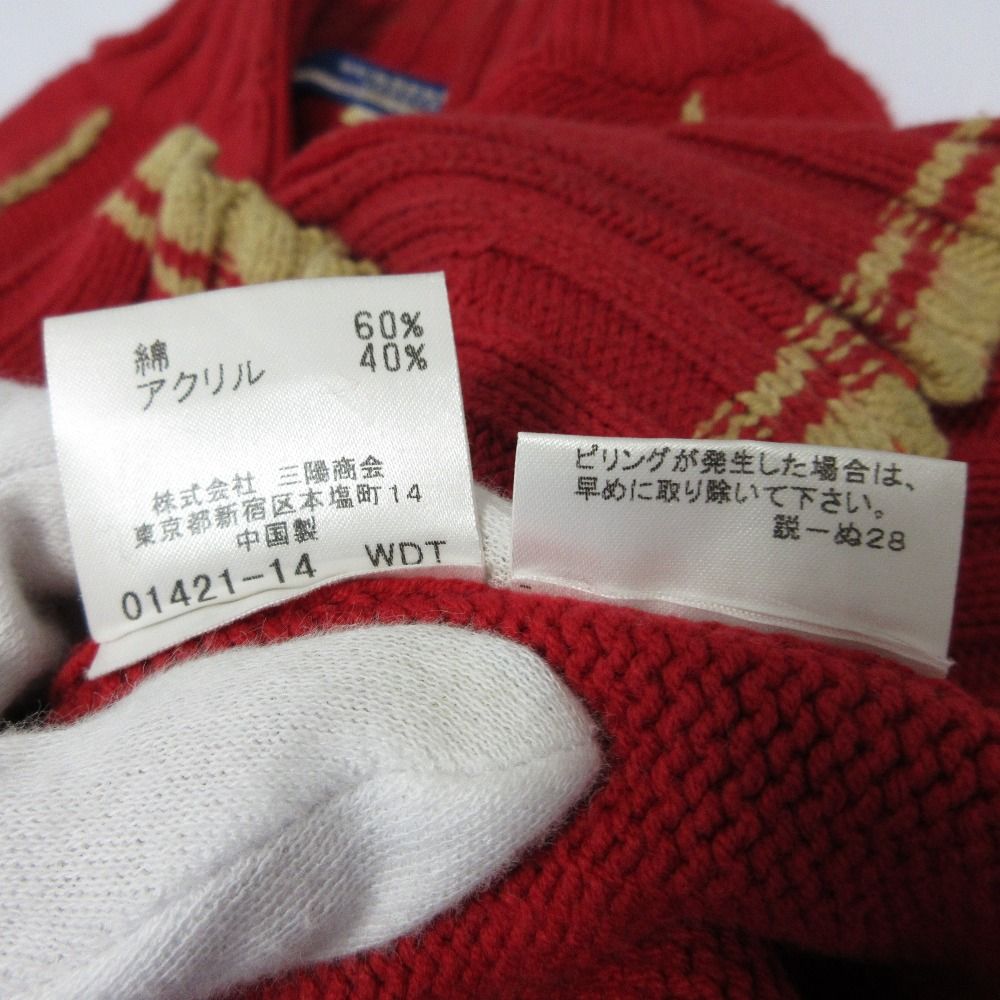 綿 60%
アクリル 40%
株式会社 三陽商会
東京都新宿区本塩町14
中国製
01421-14 WDT
ピリングが発生した場合は、
早めに取り除いて下さい。
説ーぬ28